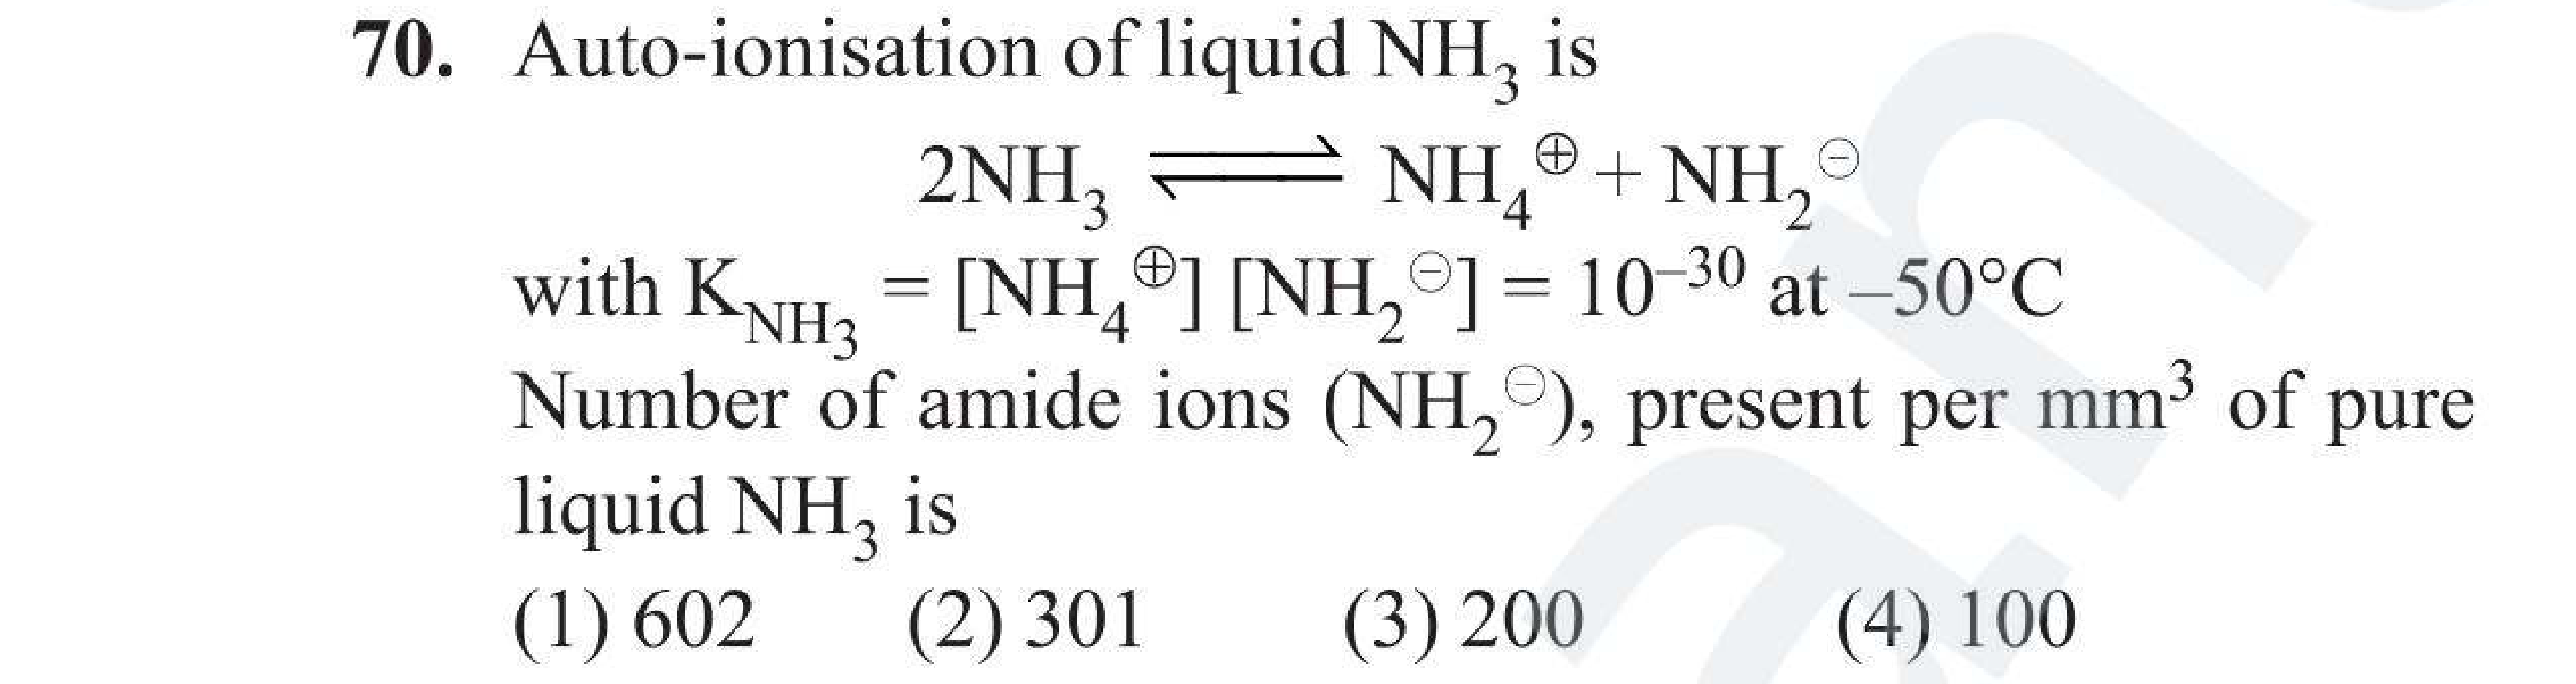 70. Auto-ionisation of liquid NH₃ is
2NH₃ ⇌ NH₄⊕ + NH₂⊖
with K_NH₃ = [NH₄⊕] [NH₂⊖] = 10⁻³⁰ at –50°C
Number of amide ions (NH₂⊖), present per mm³ of pure
liquid NH₃ is
(1) 602 (2) 301 (3) 200 (4) 100